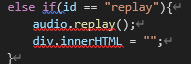 else if(id == "replay"){
audio.replay();
div.innerHTML = "";
}